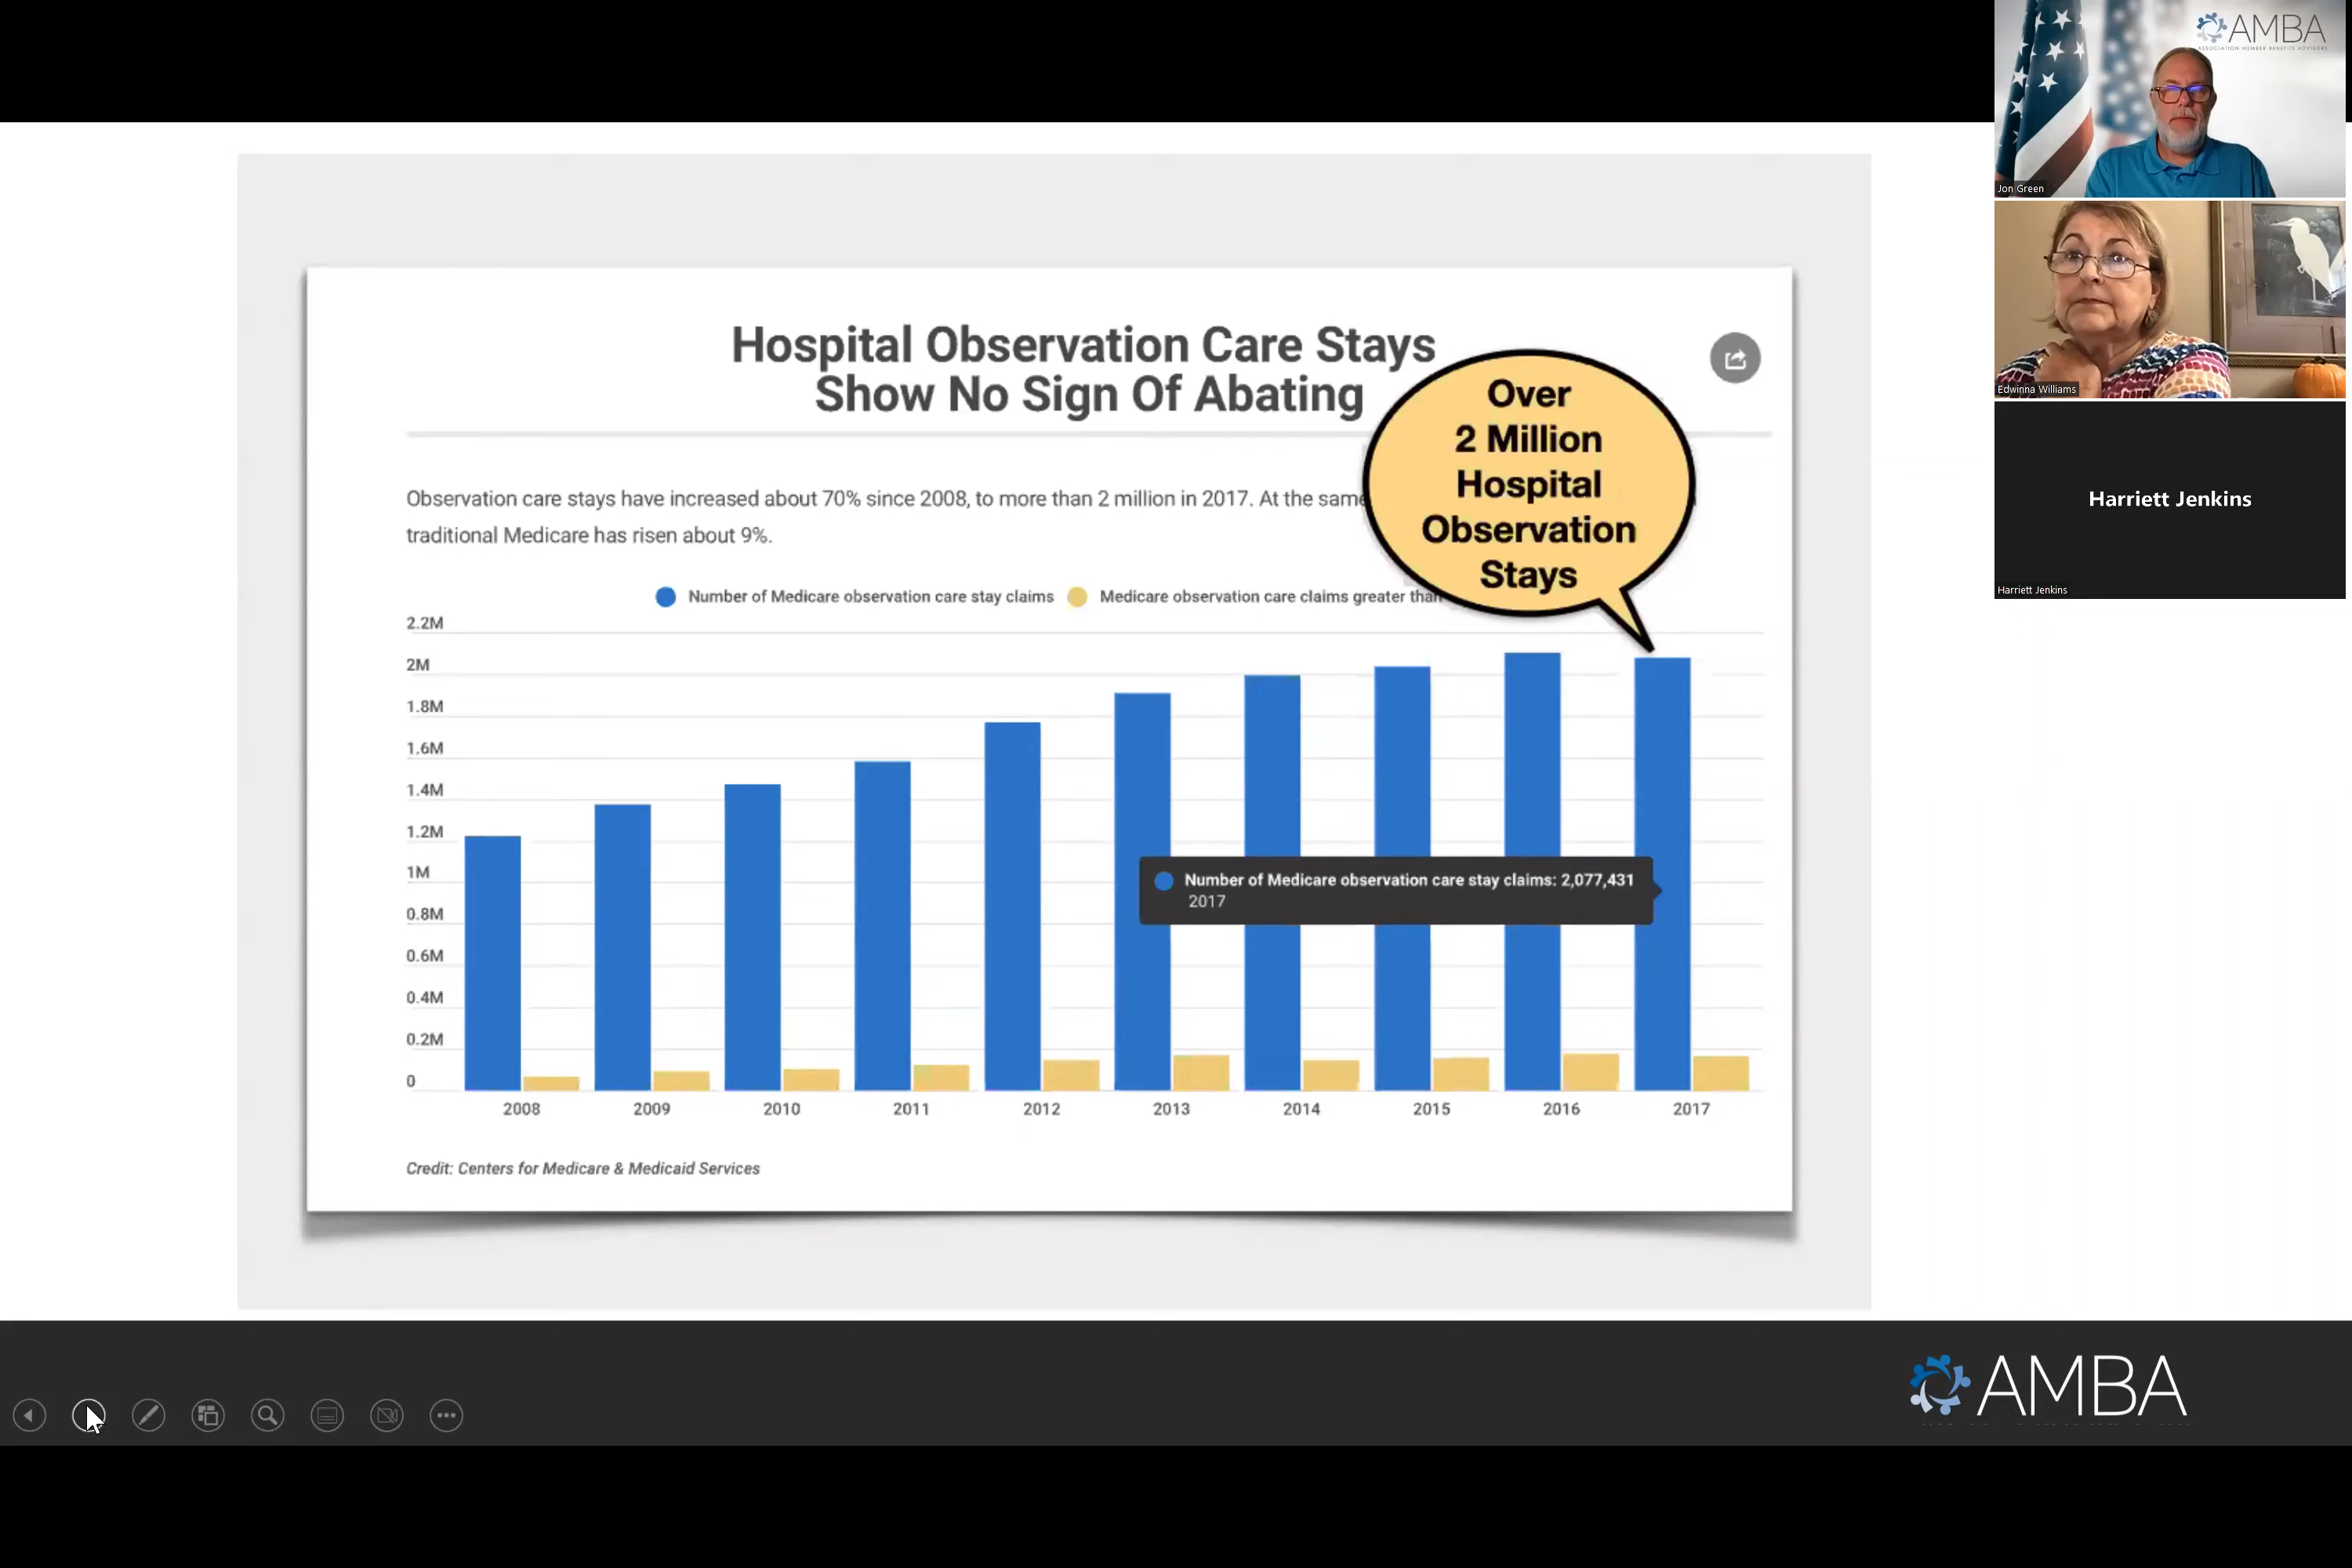 AMBA
ASSOCIATION MEMBER BENEFITS ADVISORS
Jon Green
Edwinna Williams
Harriett Jenkins
Harriett Jenkins
Hospital Observation Care Stays
Show No Sign Of Abating
Over
2 Million
Hospital
Observation
Stays
Observation care stays have increased about 70% since 2008, to more than 2 million in 2017. At the same
traditional Medicare has risen about 9%.
Number of Medicare observation care stay claims
Medicare observation care claims greater than
2.2M
2M
1.8M
1.6M
1.4M
1.2M
1M
0.8M
0.6M
0.4M
0.2M
0
Number of Medicare observation care stay claims: 2,077,431
2017
2008 2009 2010 2011 2012 2013 2014 2015 2016 2017
Credit: Centers for Medicare & Medicaid Services
AMBA